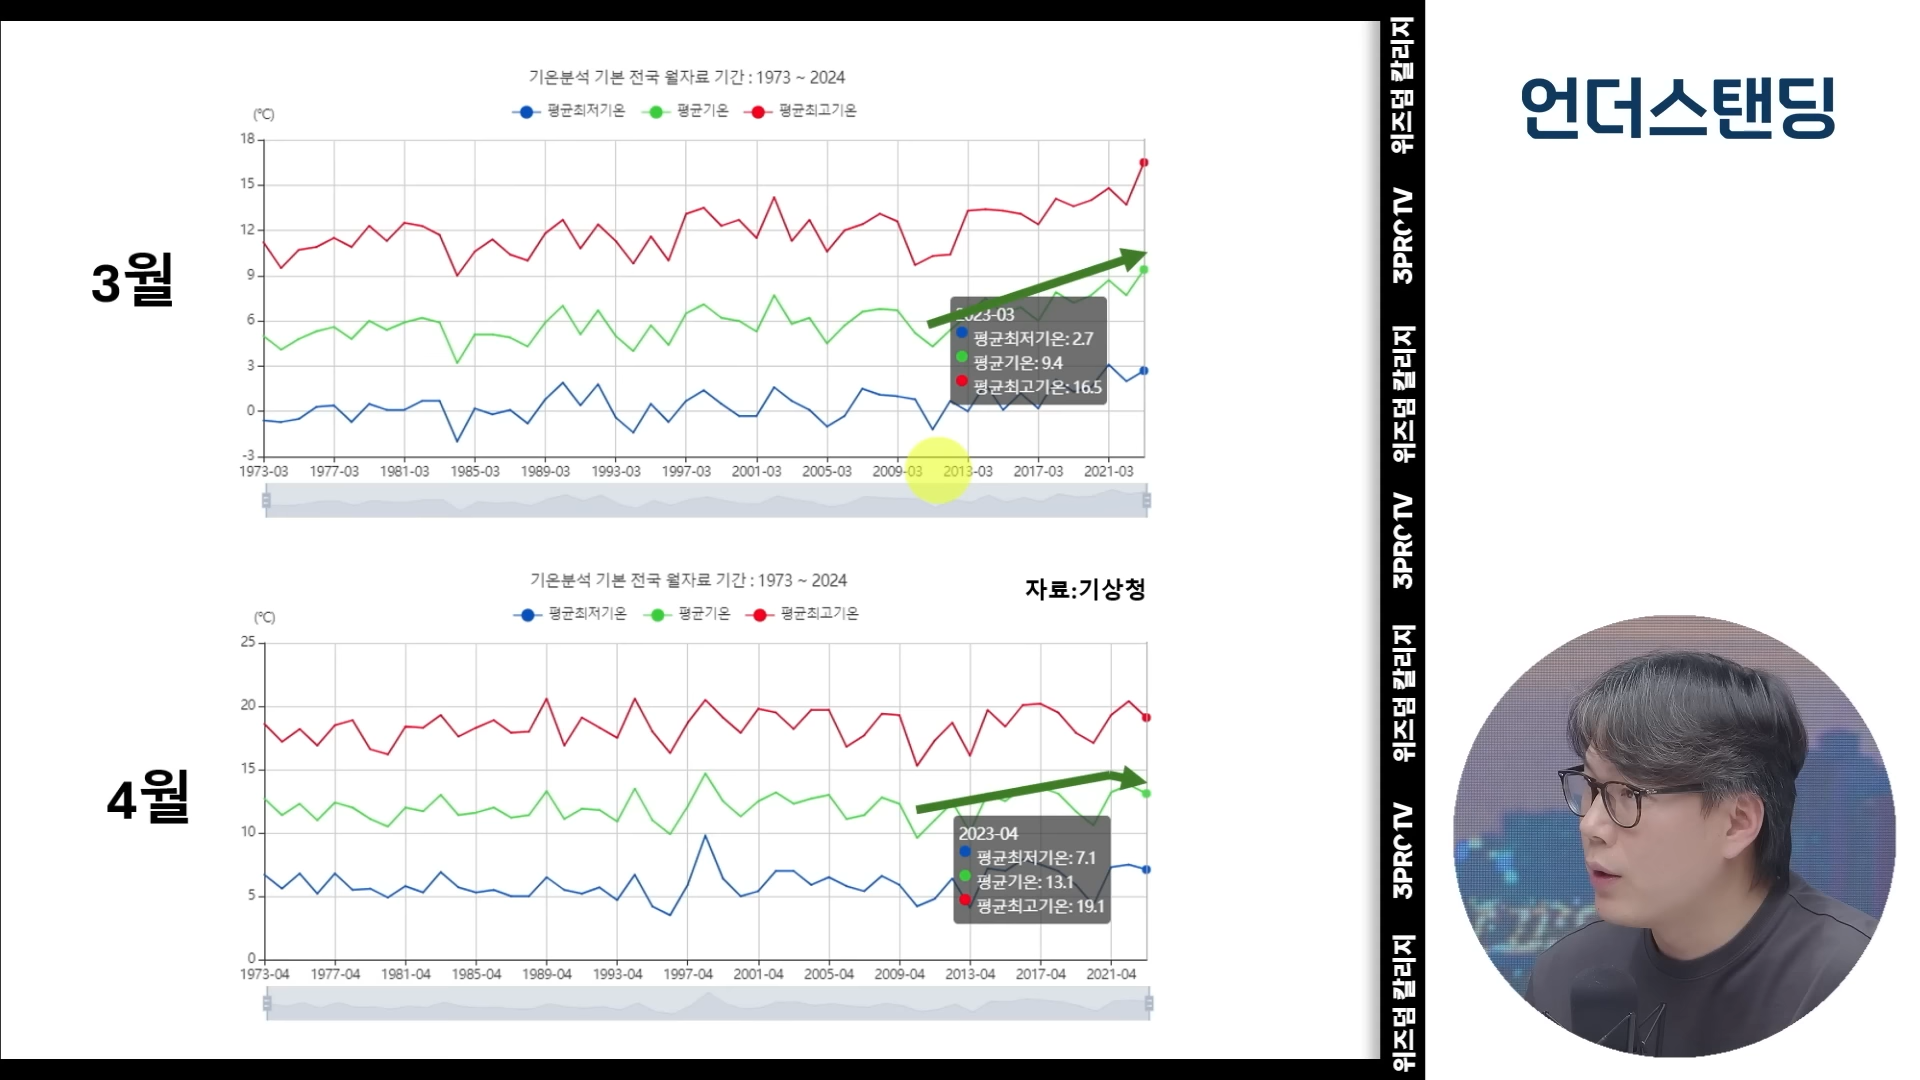 기온분석 기본 전국 월자료 기간 : 1973 ~ 2024
(℃)
평균최저기온 평균기온 평균최고기온
18
15
12
9
6
3
0
-3
3월
2023-03
평균최저기온: 2.7
평균기온: 9.4
평균최고기온: 16.5
1973-03 1977-03 1981-03 1985-03 1989-03 1993-03 1997-03 2001-03 2005-03 2009-03 2013-03 2017-03 2021-03
기온분석 기본 전국 월자료 기간 : 1973 ~ 2024
자료:기상청
(℃)
평균최저기온 평균기온 평균최고기온
25
20
15
10
5
0
4월
2023-04
평균최저기온: 7.1
평균기온: 13.1
평균최고기온: 19.1
1973-04 1977-04 1981-04 1985-04 1989-04 1993-04 1997-04 2001-04 2005-04 2009-04 2013-04 2017-04 2021-04
위즈덤 칼리지 3PROTV 위즈덤 칼리지 3PROTV 위즈덤 칼리지 3PROTV 위즈덤 칼리지
언더스탠딩